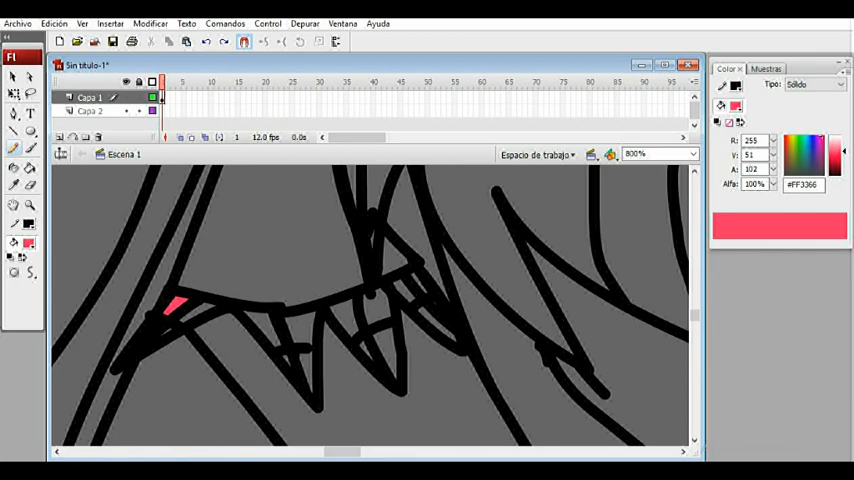 Archivo Edición Ver Insertar Modificar Texto Comandos Control Depurar Ventana Ayuda
Fl
Sin título-1*
5 10 15 20 25 30 35 40 45 50 55 60 65 70 75 80 85 90 95
Capa 1
Capa 2
1 12.0 fps 0.0s
Escena 1
Espacio de trabajo
800%
Color Muestras
Tipo: Sólido
R: 255
V: 51
A: 102
Alfa: 100%
#FF3366